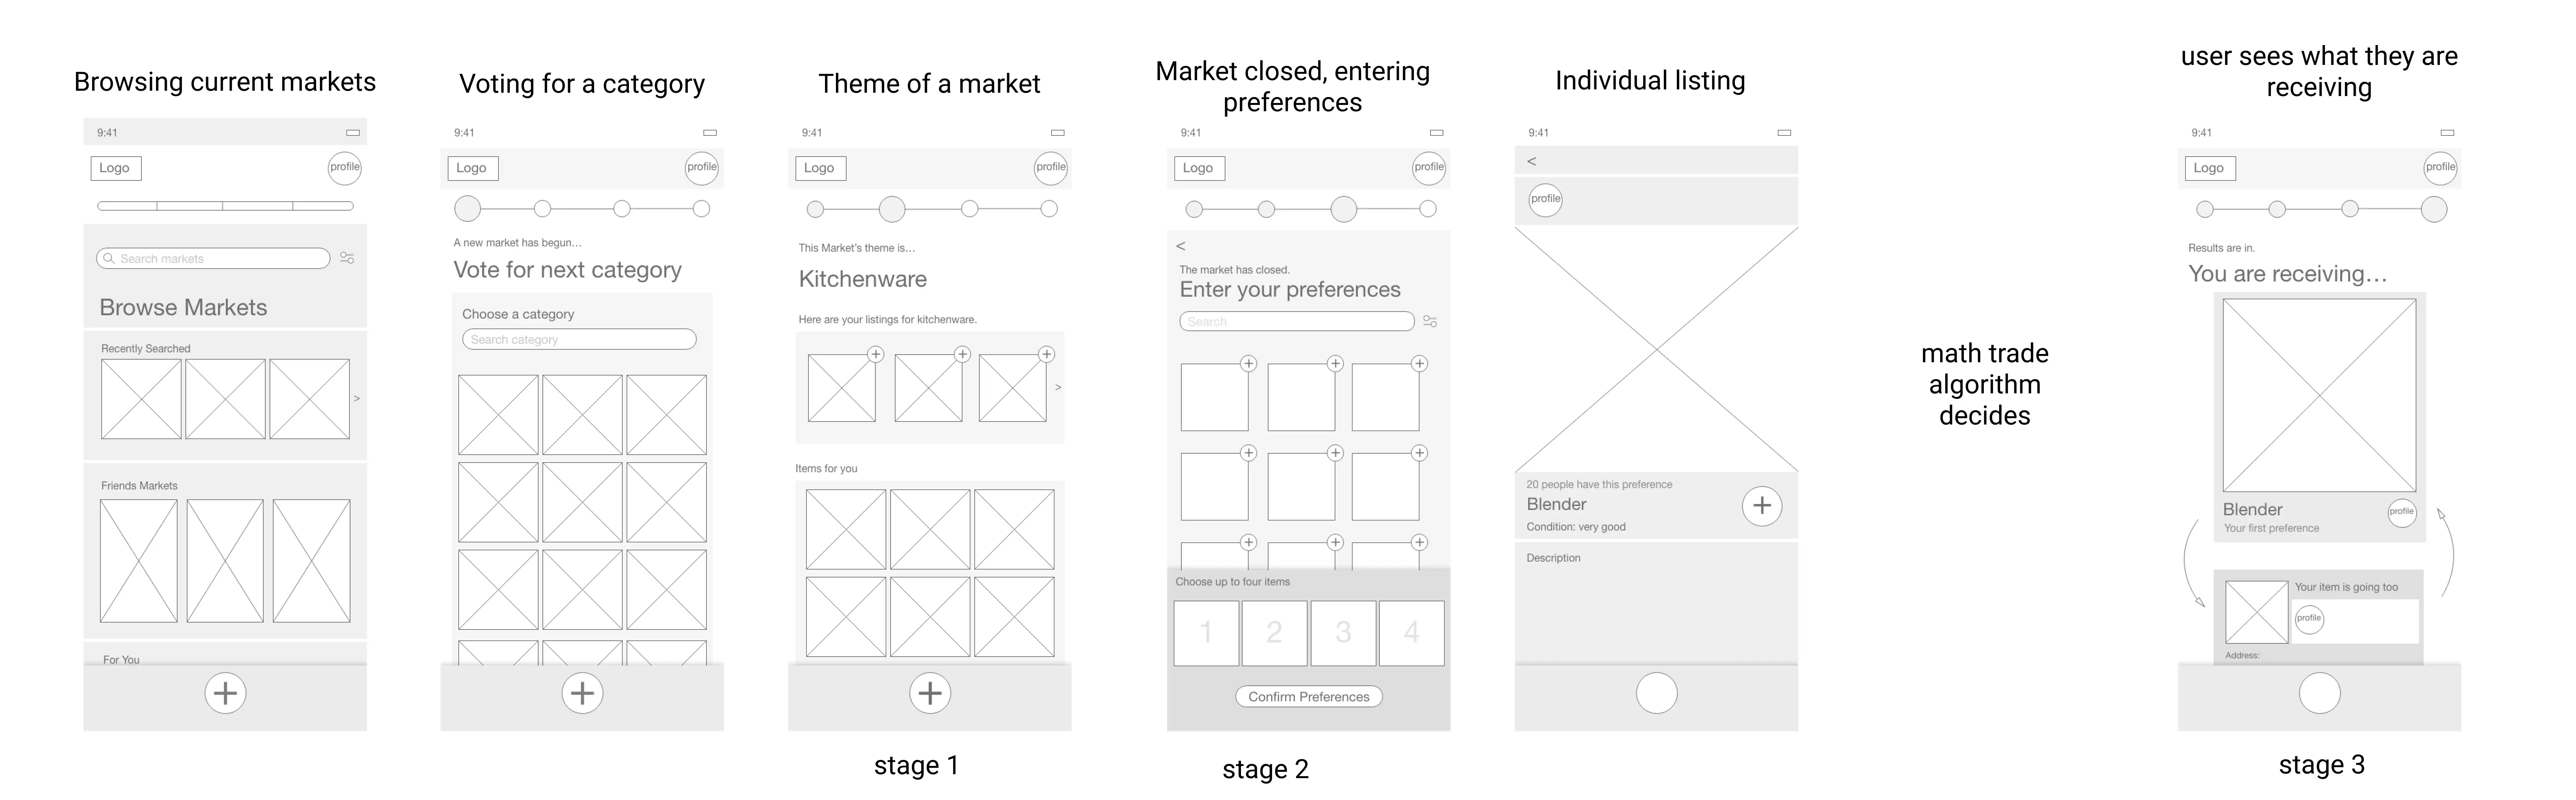 Browsing current markets
9:41
Logo
profile
Search markets
Browse Markets
Recently Searched
>
Friends Markets
For You
+
Voting for a category
9:41
Logo
profile
A new market has begun...
Vote for next category
Choose a category
Search category
+
Theme of a market
9:41
Logo
profile
This Market's theme is...
Kitchenware
Here are your listings for kitchenware.
+ + +
>
Items for you
+
stage 1
Market closed, entering
preferences
9:41
Logo
profile
<
The market has closed.
Enter your preferences
Search
+ + +
+ + +
+ + +
Choose up to four items
1 2 3 4
Confirm Preferences
stage 2
Individual listing
9:41
<
profile
20 people have this preference
Blender
+
Condition: very good
Description
math trade
algorithm
decides
user sees what they are
receiving
9:41
Logo
profile
Results are in.
You are receiving...
Blender
profile
Your first preference
Your item is going too
profile
Address:
stage 3